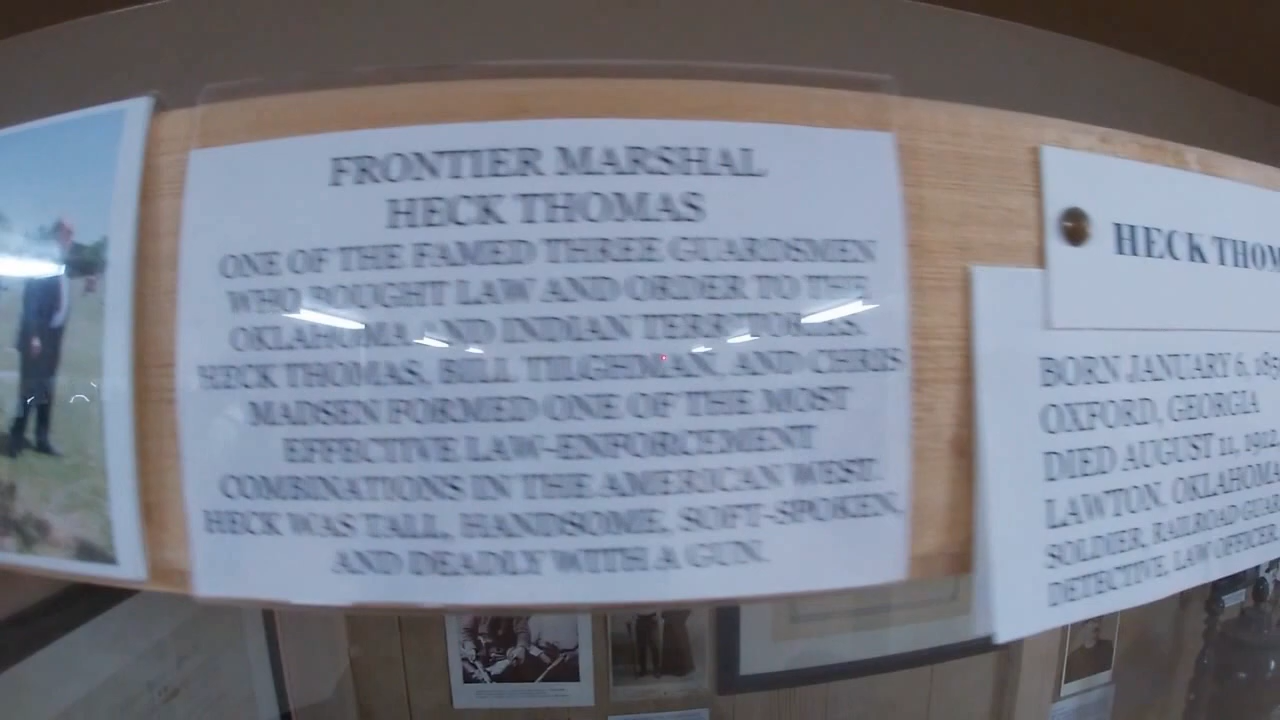 FRONTIER MARSHAL
HECK THOMAS
ONE OF THE FAMED THREE GUARDSMEN
WHO BOUGHT LAW AND ORDER TO THE
OKLAHOMA AND INDIAN TERRITORIES.
HECK THOMAS, BILL TILGHMAN, AND CHRIS
MADSEN FORMED ONE OF THE MOST
EFFECTIVE LAW-ENFORCEMENT
COMBINATIONS IN THE AMERICAN WEST.
HECK WAS TALL, HANDSOME, SOFT-SPOKEN,
AND DEADLY WITH A GUN.
HECK THOM
BORN JANUARY 6, 185
OXFORD, GEORGIA
DIED AUGUST 11, 1912
LAWTON, OKLAHOMA
SOLDIER, RAILROAD GUAR
DETECTIVE, LAW OFFICER